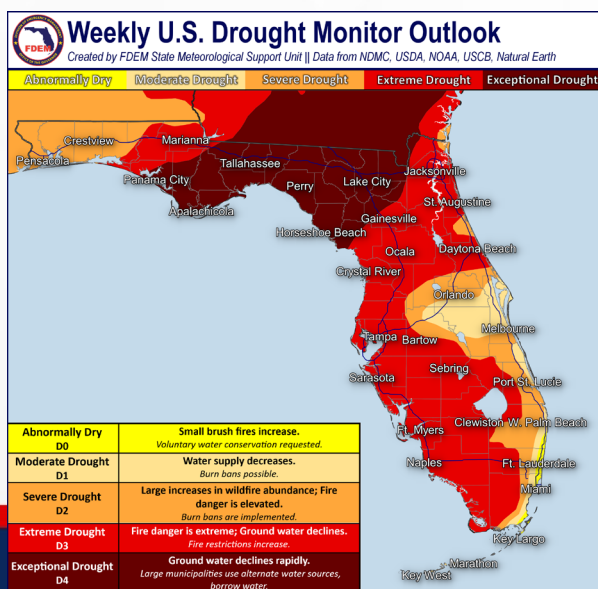 Weekly U.S. Drought Monitor Outlook
FDEM
Created by FDEM State Meteorological Support Unit || Data from NDMC, USDA, NOAA, USCB, Natural Earth
Abnormally Dry Moderate Drought Severe Drought Extreme Drought Exceptional Drought
Crestview
Marianna
Pensacola
Tallahassee
Jacksonville
Panama City
Perry
Lake City
St. Augustine
Apalachicola
Gainesville
Horseshoe Beach
Ocala
Daytona Beach
Crystal River
Orlando
Melbourne
Tampa
Bartow
Sebring
Sarasota
Port St. Lucie
Clewiston
W. Palm Beach
Ft. Myers
Naples
Ft. Lauderdale
Miami
Key Largo
Marathon
Key West
Abnormally Dry
D0
Small brush fires increase.
Voluntary water conservation requested.
Moderate Drought
D1
Water supply decreases.
Burn bans possible.
Severe Drought
D2
Large increases in wildfire abundance; Fire
danger is elevated.
Burn bans are implemented.
Extreme Drought
D3
Fire danger is extreme; Ground water declines.
Fire restrictions increase.
Exceptional Drought
D4
Ground water declines rapidly.
Large municipalities use alternate water sources,
borrow water.